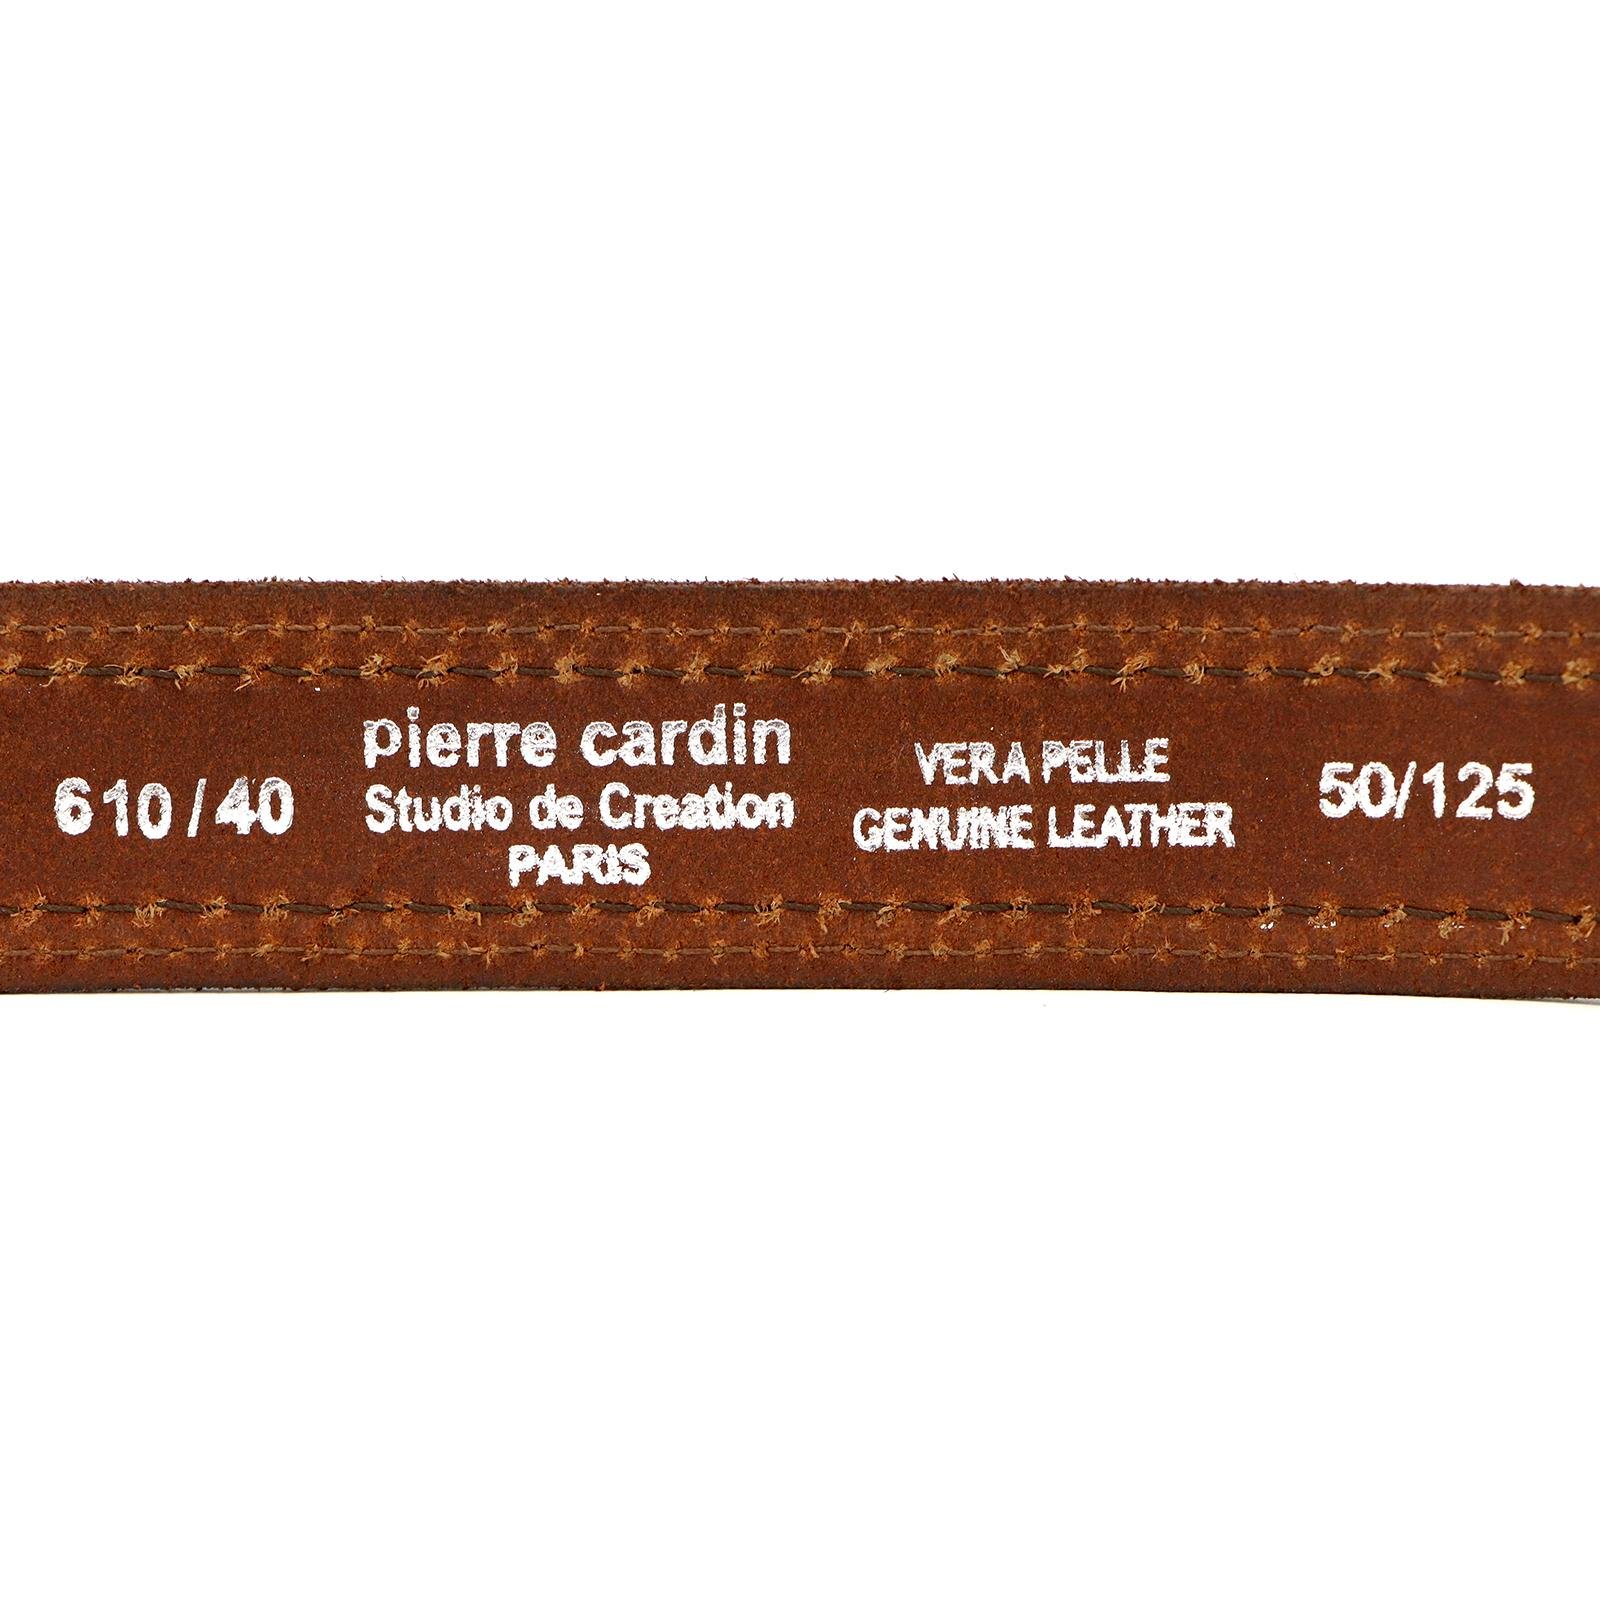 610/40
pierre cardin
Studio de Creation
PARIS
VERA PELLE
GENUINE LEATHER
50/125